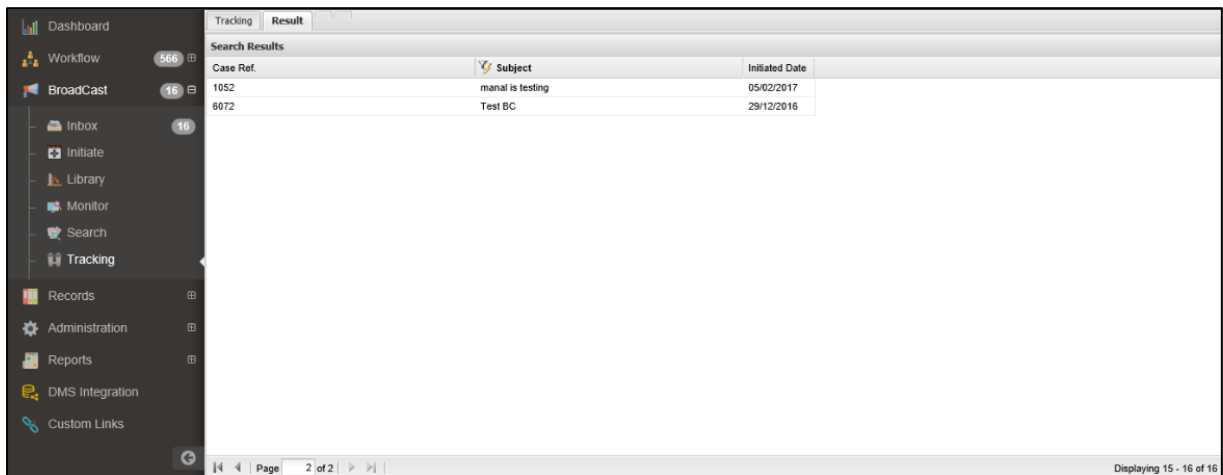 Dashboard
Workflow 566
BroadCast 16
Inbox 16
Initiate
Library
Monitor
Search
Tracking
Records
Administration
Reports
DMS Integration
Custom Links
Tracking Result
Search Results
Case Ref. Subject Initiated Date
1052 manal is testing 05/02/2017
6072 Test BC 29/12/2016
Page 2 of 2 Displaying 15 - 16 of 16